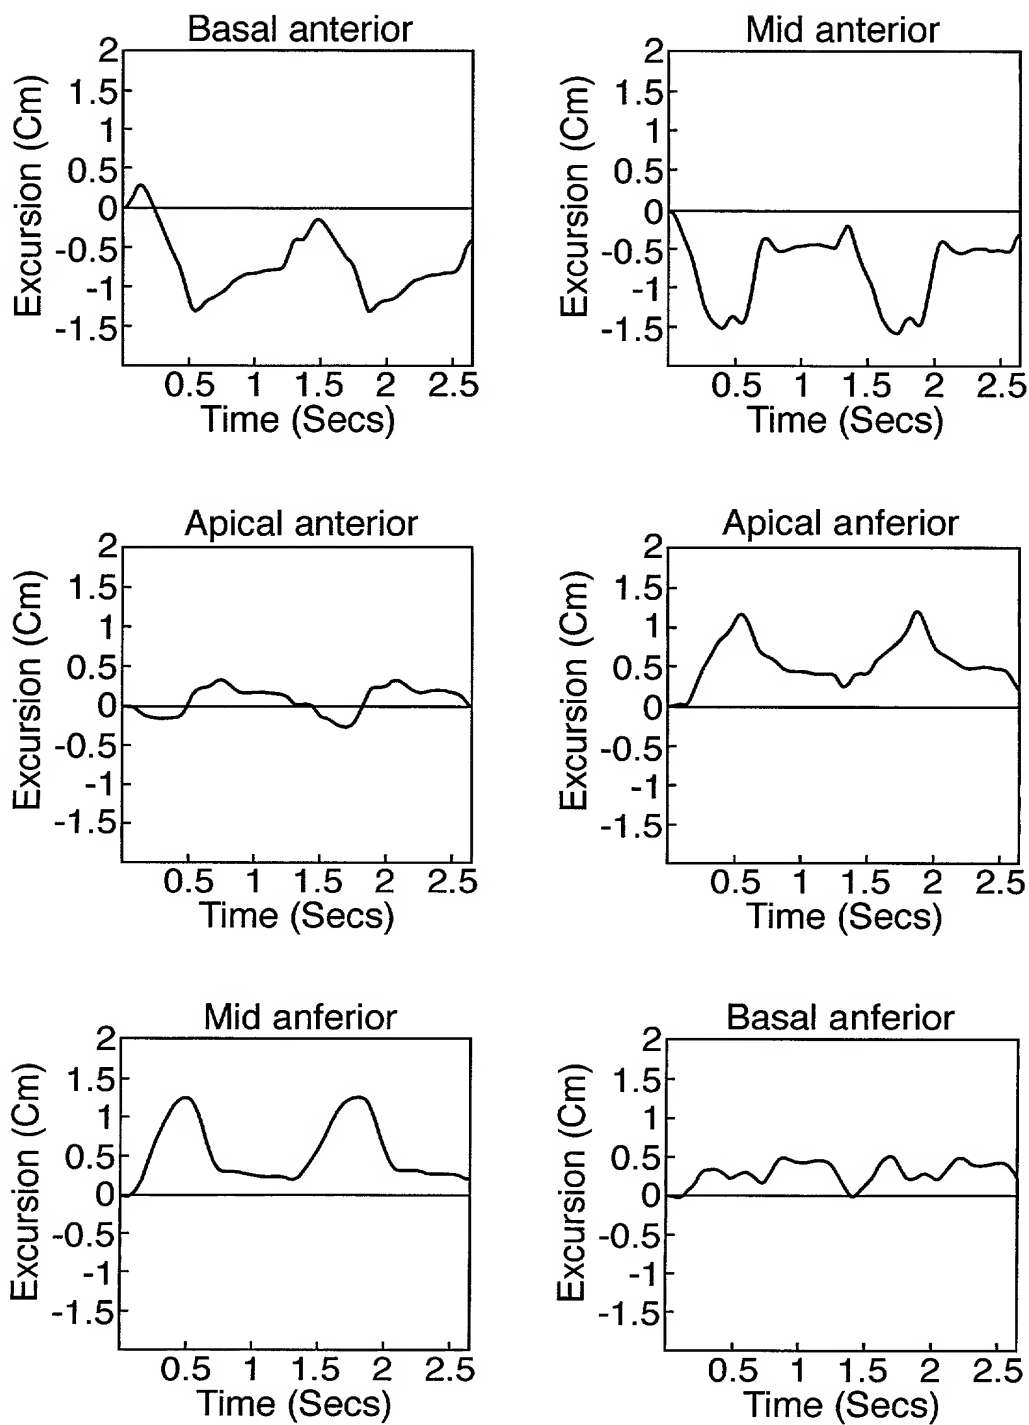 Basal anterior
2
1.5
1
0.5
0
-0.5
-1
-1.5
Excursion (Cm)
0.5 1 1.5 2 2.5
Time (Secs)
Mid anterior
2
1.5
1
0.5
0
-0.5
-1
-1.5
Excursion (Cm)
0.5 1 1.5 2 2.5
Time (Secs)
Apical anterior
2
1.5
1
0.5
0
-0.5
-1
-1.5
Excursion (Cm)
0.5 1 1.5 2 2.5
Time (Secs)
Apical anferior
2
1.5
1
0.5
0
-0.5
-1
-1.5
Excursion (Cm)
0.5 1 1.5 2 2.5
Time (Secs)
Mid anferior
2
1.5
1
0.5
0
-0.5
-1
-1.5
Excursion (Cm)
0.5 1 1.5 2 2.5
Time (Secs)
Basal anferior
2
1.5
1
0.5
0
-0.5
-1
-1.5
Excursion (Cm)
0.5 1 1.5 2 2.5
Time (Secs)